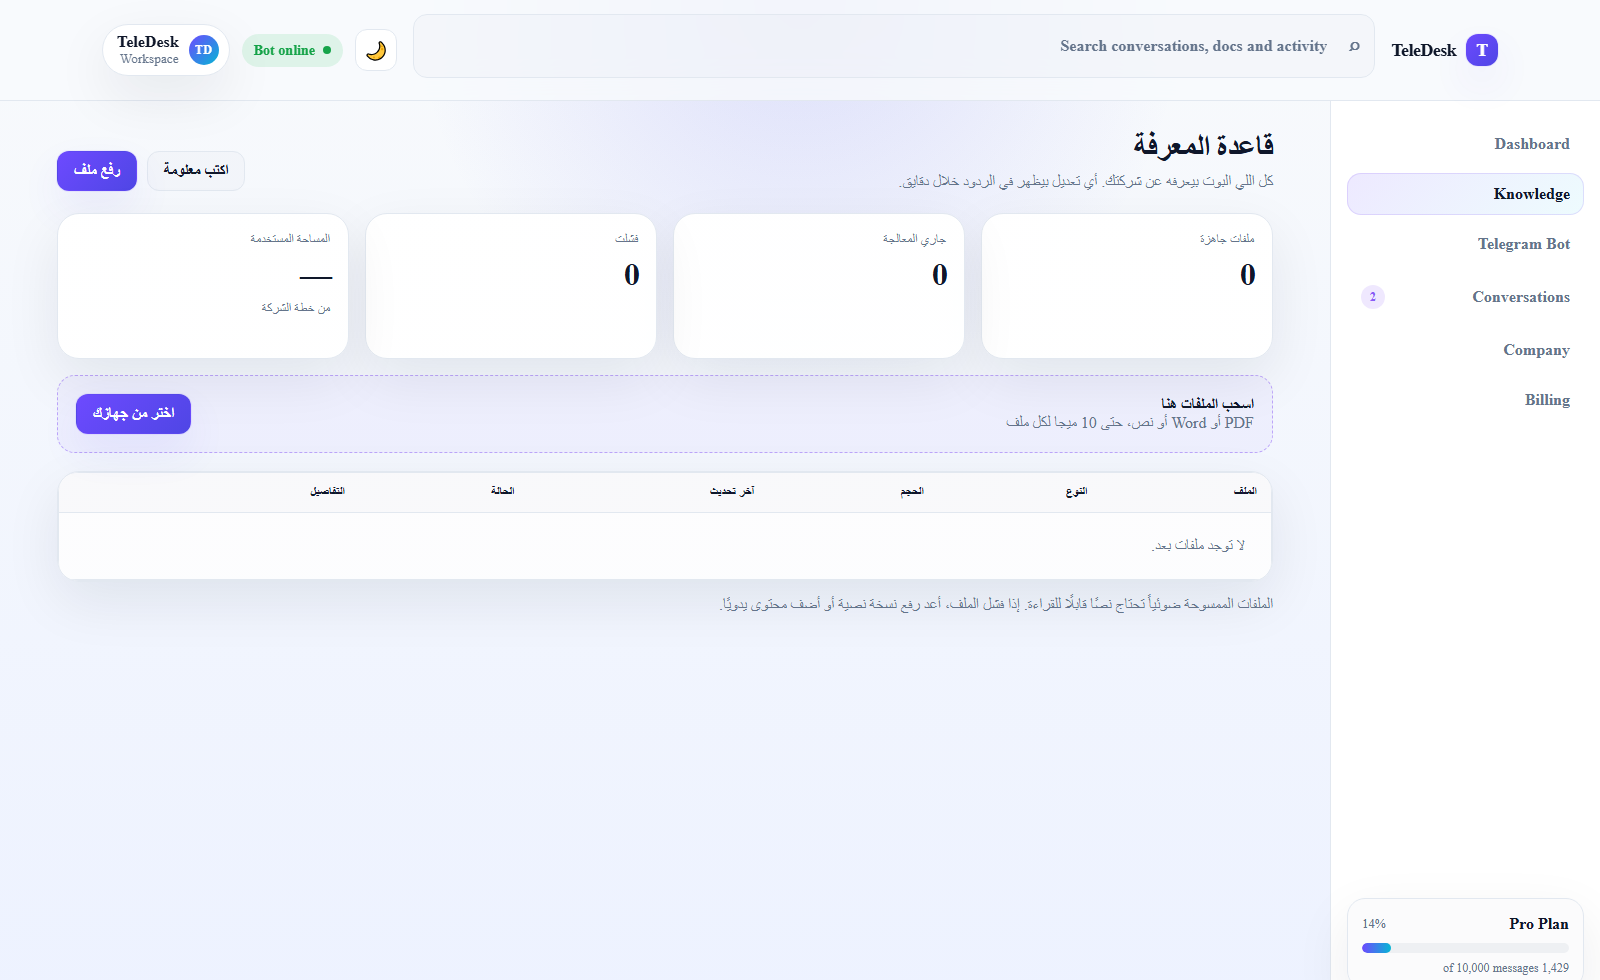 T TeleDesk
Search conversations, docs and activity
Bot online
TD TeleDesk
Workspace
Dashboard
Knowledge
Telegram Bot
Conversations 2
Company
Billing
Pro Plan 14%
of 10,000 messages 1,429
قاعدة المعرفة
كل اللي البوت بيعرفه عن شركتك. أي تعديل بيظهر في الردود خلال دقايق.
اكتب معلومة
رفع ملف
ملفات جاهزة
0
جاري المعالجة
0
فشلت
0
المساحة المستخدمة
—
من خطة الشركة
اسحب الملفات هنا
PDF أو Word أو نص، حتى 10 ميجا لكل ملف
اختر من جهازك
الملف النوع الحجم آخر تحديث الحالة التفاصيل
لا توجد ملفات بعد.
الملفات الممسوحة ضوئياً تحتاج نصًا قابلًا للقراءة. إذا فشل الملف، أعد رفع نسخة نصية أو أضف محتوى يدويًا.